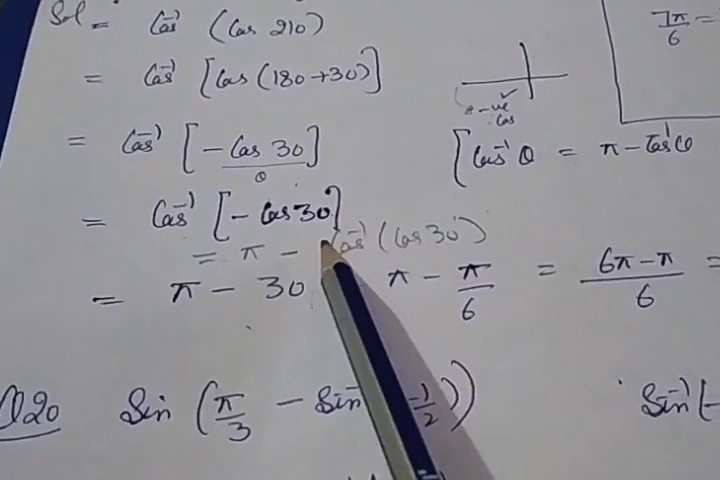 Sol = Cos⁻¹ (Cos 210)
7π/6 =
= Cos⁻¹ [Cos (180+30)]
-ve
cos
= Cos⁻¹ [- Cos 30]
θ
[Cos⁻¹ θ = π - Cos⁻¹ θ
= Cos⁻¹ [- Cos 30]
= π - Cos⁻¹ (Cos 30)
= π - 30 π - π/6 = 6π-π/6 =
Q20 Sin (π/3 - Sin -1/2)) Sin⁻¹(-